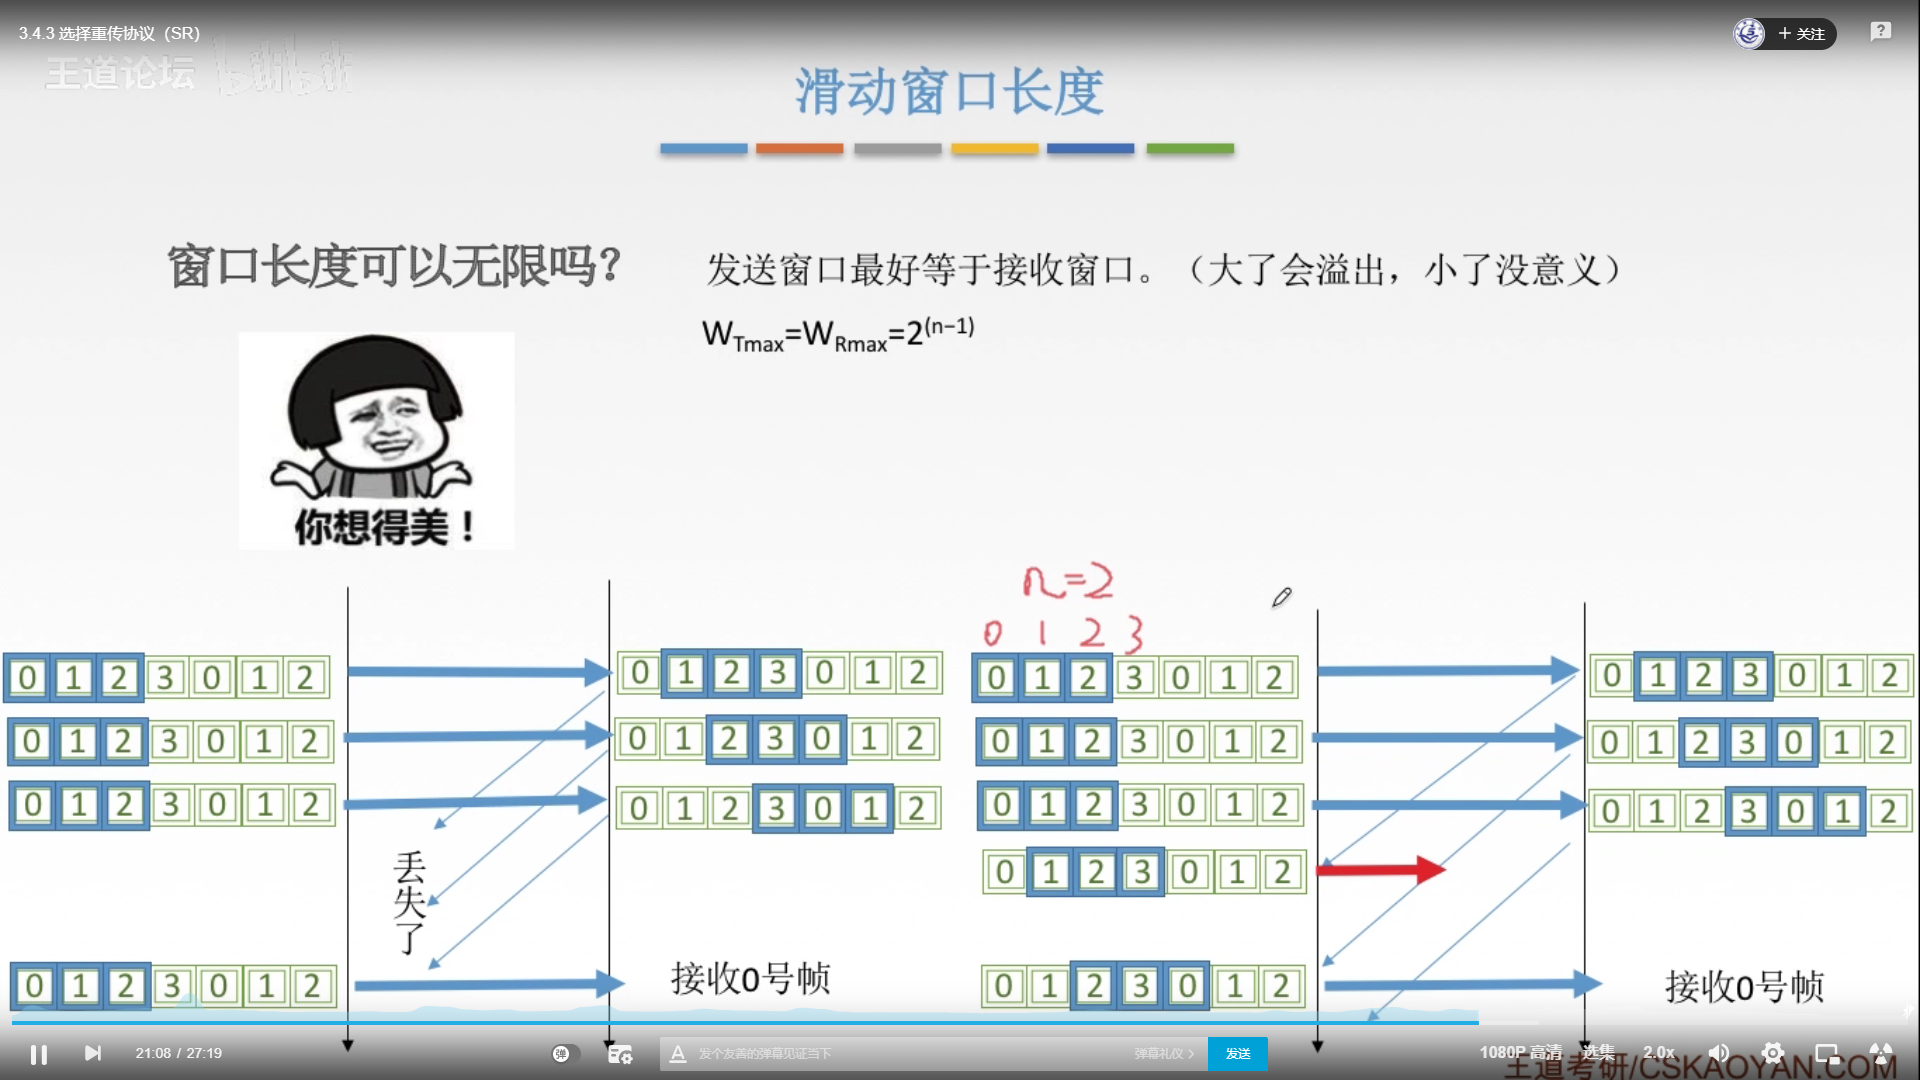 3.4.3 选择重传协议（SR）
+ 关注
王道论坛 bilibili
滑动窗口长度
窗口长度可以无限吗？
发送窗口最好等于接收窗口。（大了会溢出，小了没意义）
WTmax=WRmax=2(n−1)
你想得美！
n=2
0 1 2 3
0 1 2 3 0 1 2
0 1 2 3 0 1 2
0 1 2 3 0 1 2
0 1 2 3 0 1 2
0 1 2 3 0 1 2
0 1 2 3 0 1 2
0 1 2 3 0 1 2
0 1 2 3 0 1 2
0 1 2 3 0 1 2
0 1 2 3 0 1 2
0 1 2 3 0 1 2
0 1 2 3 0 1 2
丢失了
0 1 2 3 0 1 2
0 1 2 3 0 1 2
接收0号帧
0 1 2 3 0 1 2
接收0号帧
21:08 / 27:19
弹
A 发个友善的弹幕见证当下
弹幕礼仪 >
发送
1080P 高清
选集
2.0x
王道考研/CSKAOYAN.COM